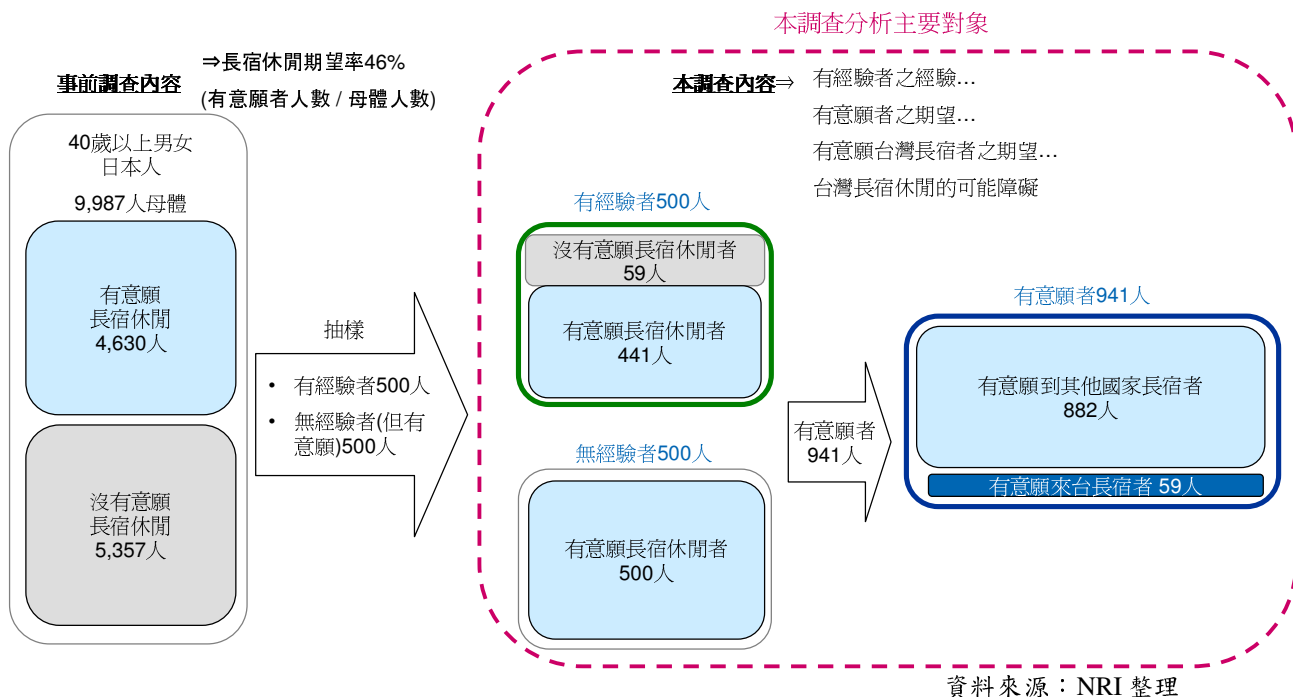 本調查分析主要對象
事前調查內容
⇒長宿休閒期望率46%
(有意願者人數 / 母體人數)
40歲以上男女
日本人
9,987人母體
有意願
長宿休閒
4,630人
沒有意願
長宿休閒
5,357人
抽樣
• 有經驗者500人
• 無經驗者(但有
意願)500人
本調查內容⇒
有經驗者之經驗…
有意願者之期望…
有意願台灣長宿者之期望…
台灣長宿休閒的可能障礙
有經驗者500人
沒有意願長宿休閒者
59人
有意願長宿休閒者
441人
無經驗者500人
有意願長宿休閒者
500人
有意願者
941人
有意願者941人
有意願到其他國家長宿者
882人
有意願來台長宿者 59人
資料來源：NRI 整理